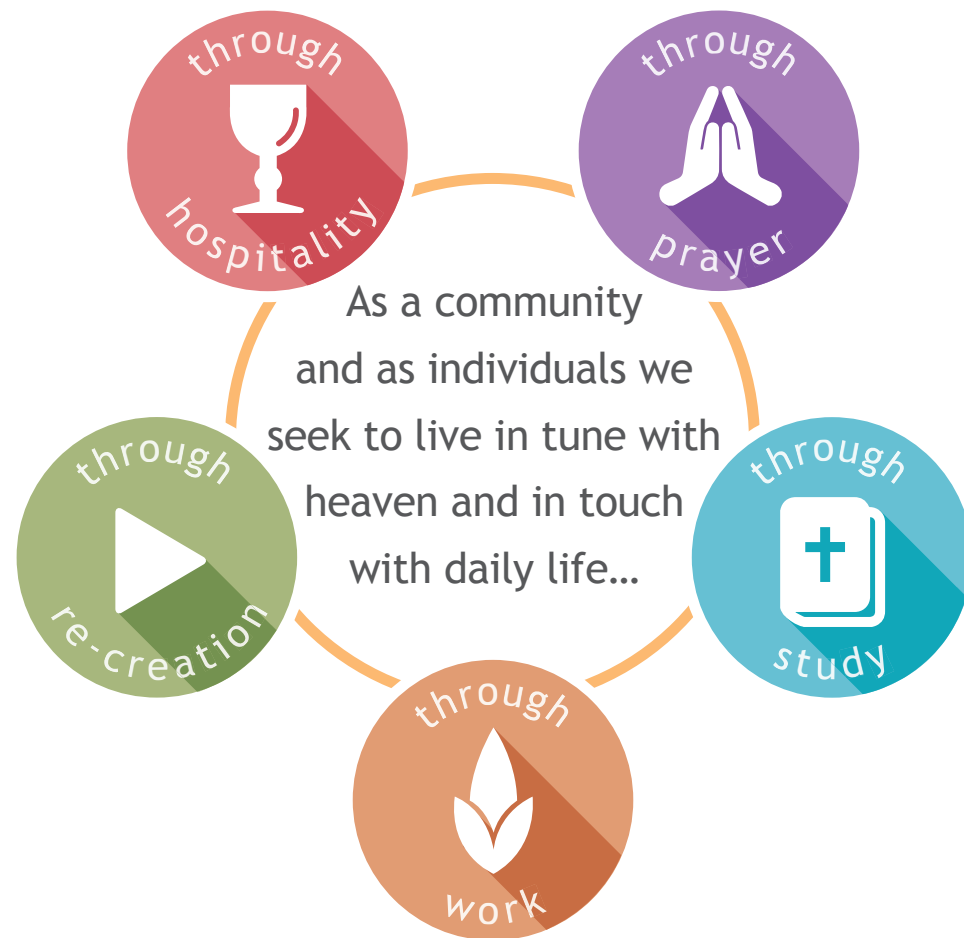 As a community
and as individuals we
seek to live in tune with
heaven and in touch
with daily life…
through
prayer
through
study
through
work
through
re-creation
through
hospitality